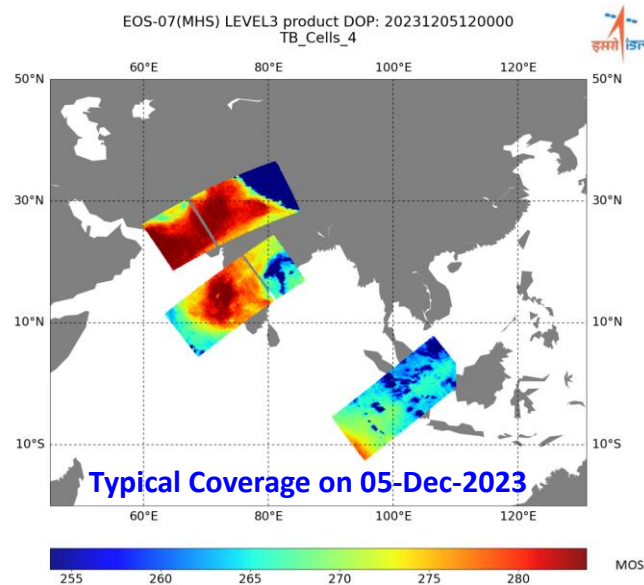 EOS-07(MHS) LEVEL3 product DOP: 20231205120000
TB_Cells_4
इसरो isro
50°N 50°N
60°E 80°E 100°E 120°E
30°N 30°N
10°N 10°N
10°S 10°S
Typical Coverage on 05-Dec-2023
60°E 80°E 100°E 120°E
255 260 265 270 275 280
MOS